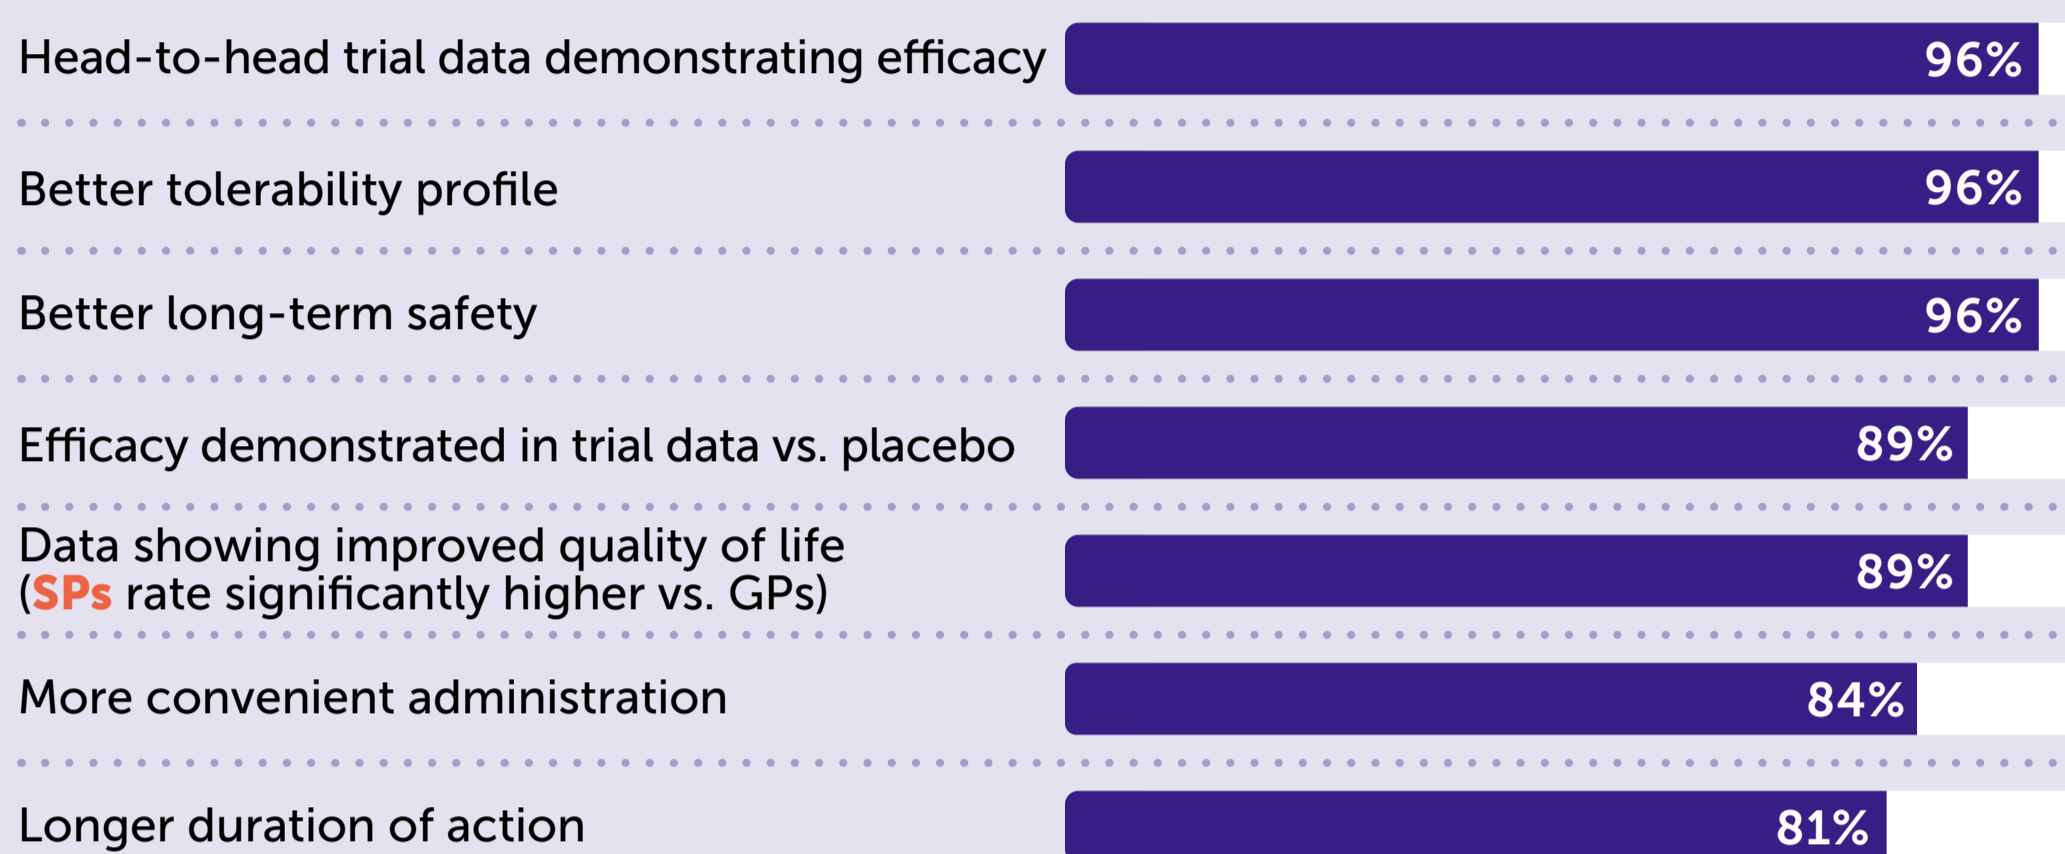 Head-to-head trial data demonstrating efficacy 96%
Better tolerability profile 96%
Better long-term safety 96%
Efficacy demonstrated in trial data vs. placebo 89%
Data showing improved quality of life
(SPs rate significantly higher vs. GPs) 89%
More convenient administration 84%
Longer duration of action 81%